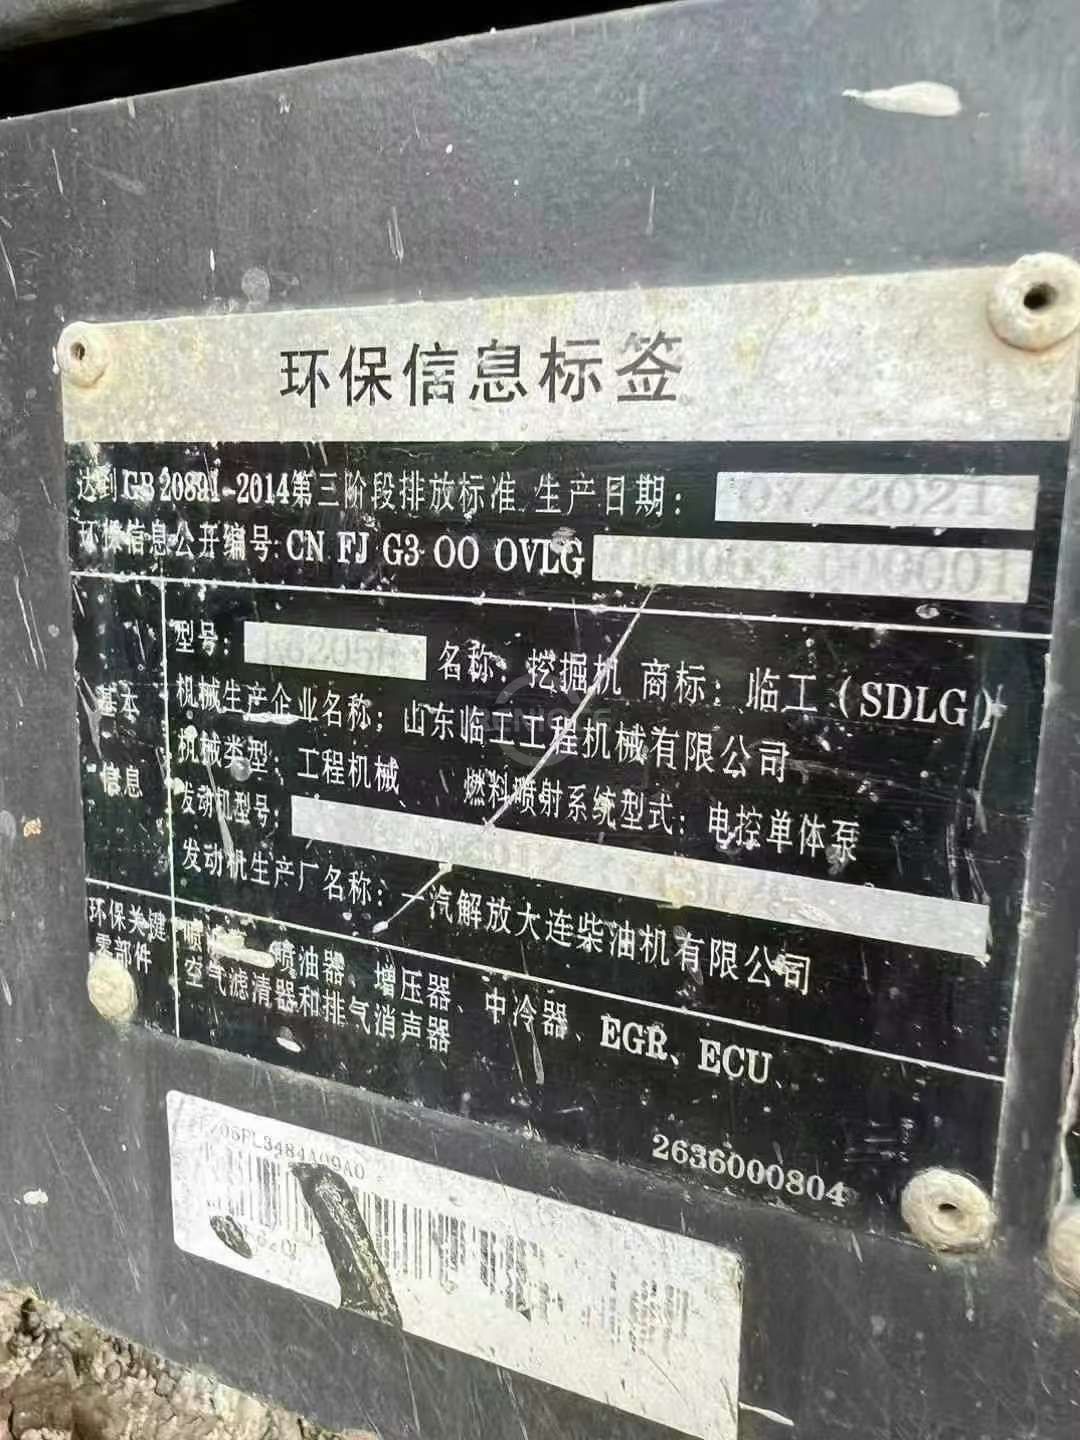 环保信息标签
达到GB 20891-2014第三阶段排放标准 生产日期: 2021
环保信息公开编号: CN FJ G3 OO OVLG
型号: 名称: 挖掘机 商标: 临工 (SDLG)
机械生产企业名称: 山东临工工程机械有限公司
机械类型: 工程机械 燃料喷射系统型式: 电控单体泵
发动机型号:
发动机生产厂名称: 一汽解放大连柴油机有限公司
基本
信息
环保关键
零部件
喷油器、增压器、中冷器、EGR、ECU、
空气滤清器和排气消声器
2636000804